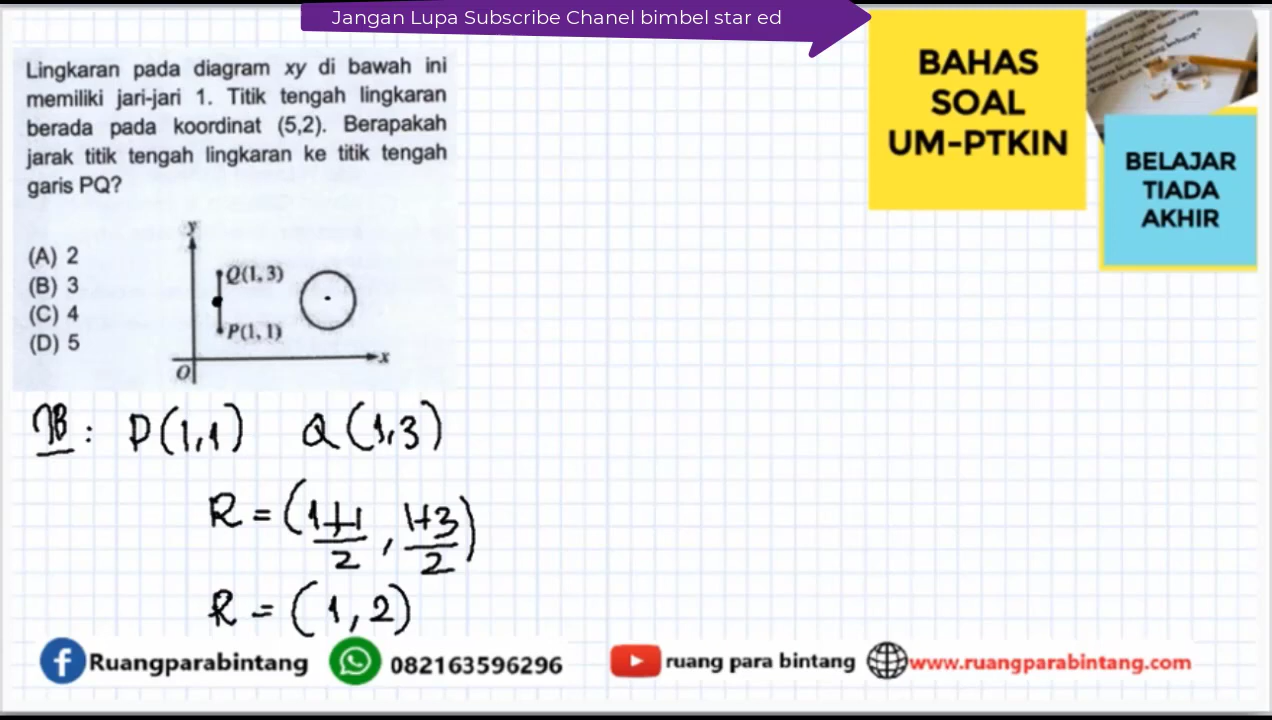 Jangan Lupa Subscribe Chanel bimbel star ed
Lingkaran pada diagram xy di bawah ini
memiliki jari-jari 1. Titik tengah lingkaran
berada pada koordinat (5,2). Berapakah
jarak titik tengah lingkaran ke titik tengah
garis PQ?
(A) 2
(B) 3
(C) 4
(D) 5
y
Q(1, 3)
P(1, 1)
x
O
BAHAS
SOAL
UM-PTKIN
BELAJAR
TIADA
AKHIR
JB : P(1,1) Q(1,3)
R = (1+1/2, 1+3/2)
R = (1,2)
Ruangparabintang
082163596296
ruang para bintang
www.ruangparabintang.com